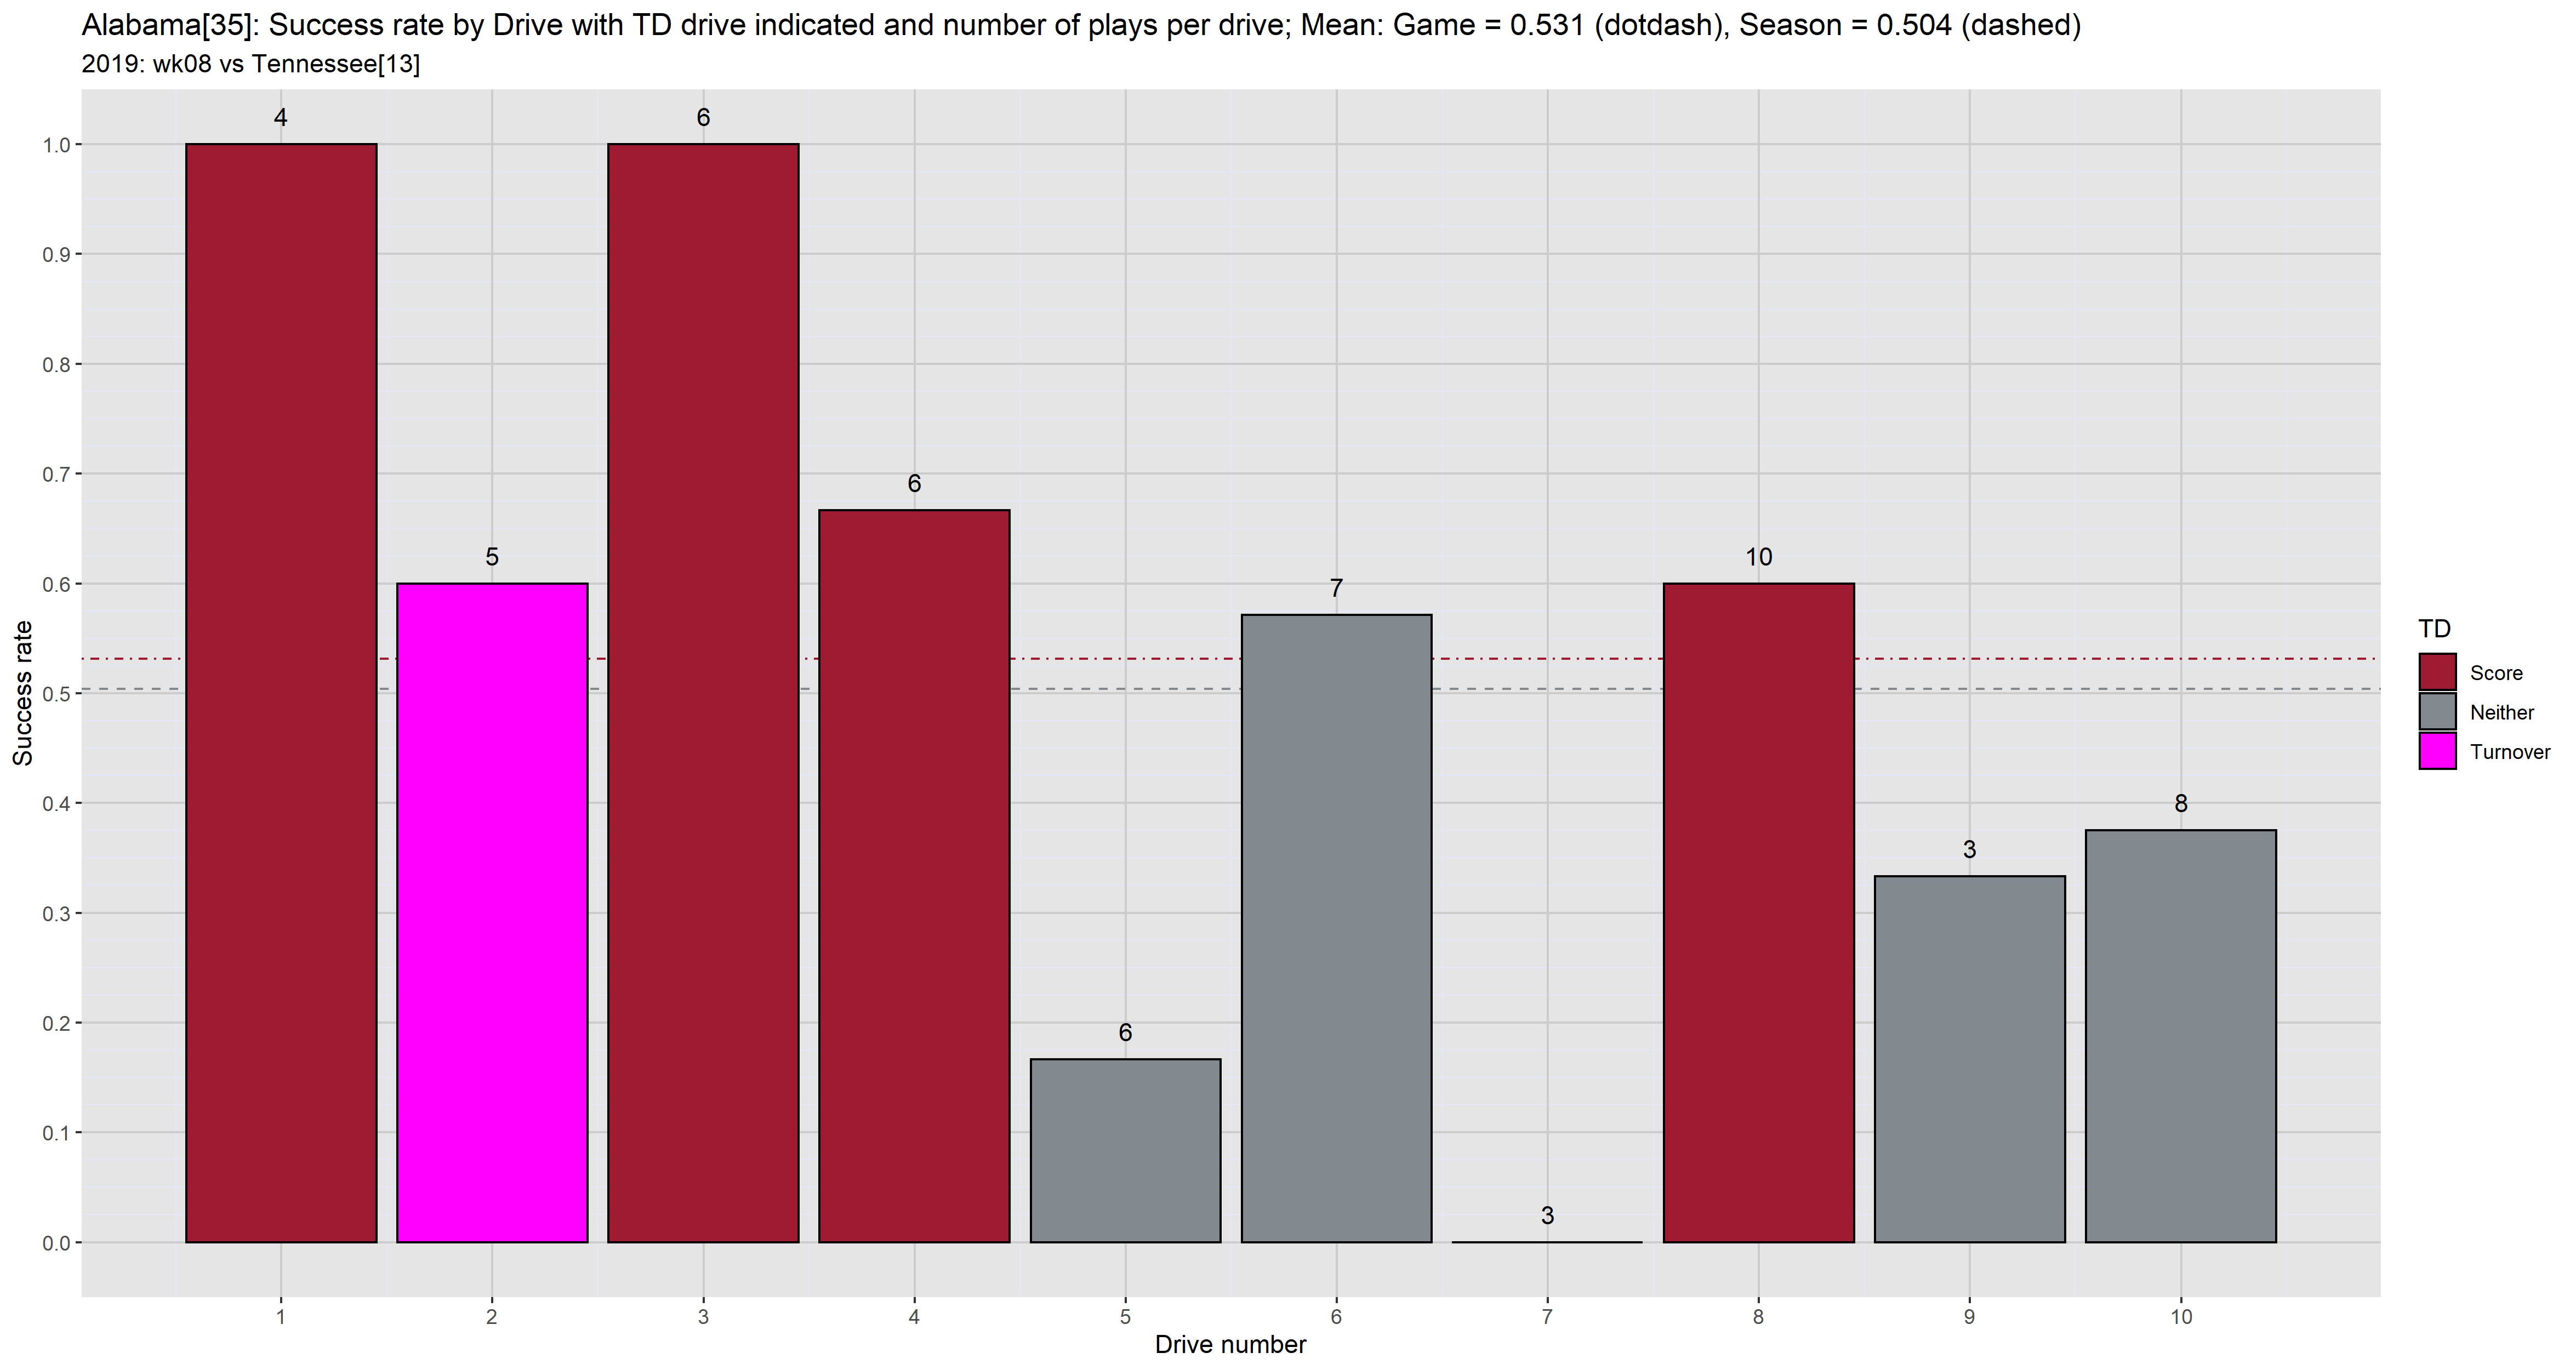 Alabama[35]: Success rate by Drive with TD drive indicated and number of plays per drive; Mean: Game = 0.531 (dotdash), Season = 0.504 (dashed)
2019: wk08 vs Tennessee[13]
4
6
1.0
0.9
0.8
0.7
6
5
10
0.6
7
0.5
0.4
8
3
0.3
0.2
6
0.1
3
0.0
Success rate
TD
Score
Neither
Turnover
1 2 3 4 5 6 7 8 9 10
Drive number